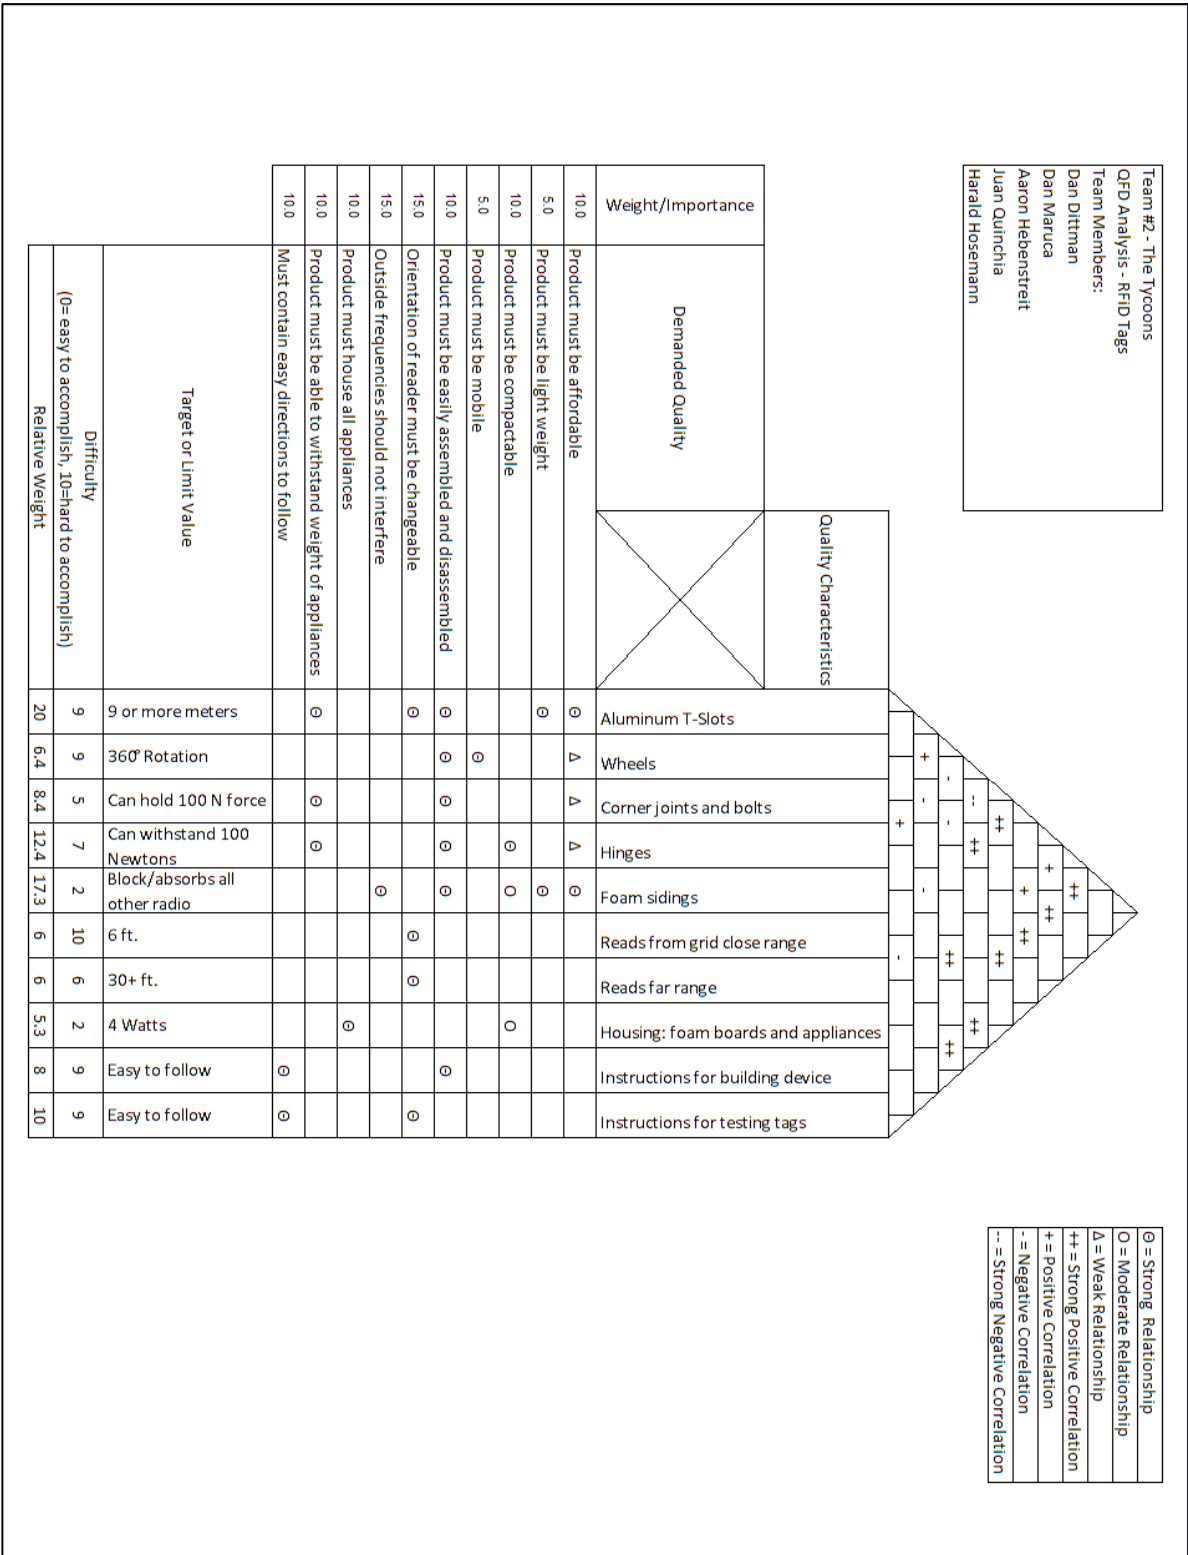 Team #2 - The Tycoons
QFD Analysis - RFiD Tags
Team Members:
Dan Dittman
Dan Maruca
Aaron Hebenstreit
Juan Quinchia
Harald Hosemann
Θ = Strong Relationship
Ο = Moderate Relationship
Δ = Weak Relationship
++ = Strong Positive Correlation
+ = Positive Correlation
- = Negative Correlation
-- = Strong Negative Correlation
++
+ ++
+ ++
++ ++
-- ++ ++
- - ++ ++
+ - -
+ -
Quality Characteristics
Weight/Importance
Demanded Quality
Aluminum T-Slots
Wheels
Corner joints and bolts
Hinges
Foam sidings
Reads from grid close range
Reads far range
Housing: foam boards and appliances
Instructions for building device
Instructions for testing tags
10.0 Product must be affordable Θ Δ Δ Δ Θ
5.0 Product must be light weight Θ Θ
10.0 Product must be compactable Θ Ο Ο
5.0 Product must be mobile Θ
10.0 Product must be easily assembled and disassembled Θ Θ Θ Θ Θ Θ
15.0 Orientation of reader must be changeable Θ Θ Θ Θ
15.0 Outside frequencies should not interfere Θ
10.0 Product must house all appliances Θ
10.0 Product must be able to withstand weight of appliances Θ Θ Θ
10.0 Must contain easy directions to follow Θ Θ
Target or Limit Value
9 or more meters
360° Rotation
Can hold 100 N force
Can withstand 100
Newtons
Block/absorbs all
other radio
6 ft.
30+ ft.
4 Watts
Easy to follow
Easy to follow
Difficulty
(0= easy to accomplish, 10=hard to accomplish)
9 9 5 7 2 10 6 2 9 9
Relative Weight 20 6.4 8.4 12.4 17.3 6 6 5.3 8 10